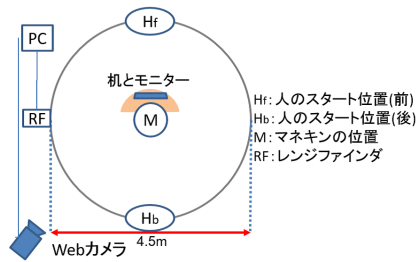 Hf
PC
机とモニター
RF
M
Hf: 人のスタート位置(前)
Hb: 人のスタート位置(後)
M: マネキンの位置
RF: レンジファインダ
Hb
4.5m
Webカメラ